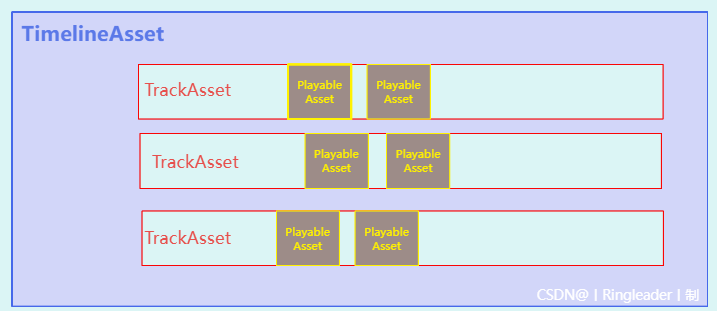 TimelineAsset
TrackAsset
Playable
Asset
Playable
Asset
TrackAsset
Playable
Asset
Playable
Asset
TrackAsset
Playable
Asset
Playable
Asset
CSDN@丨Ringleader丨制